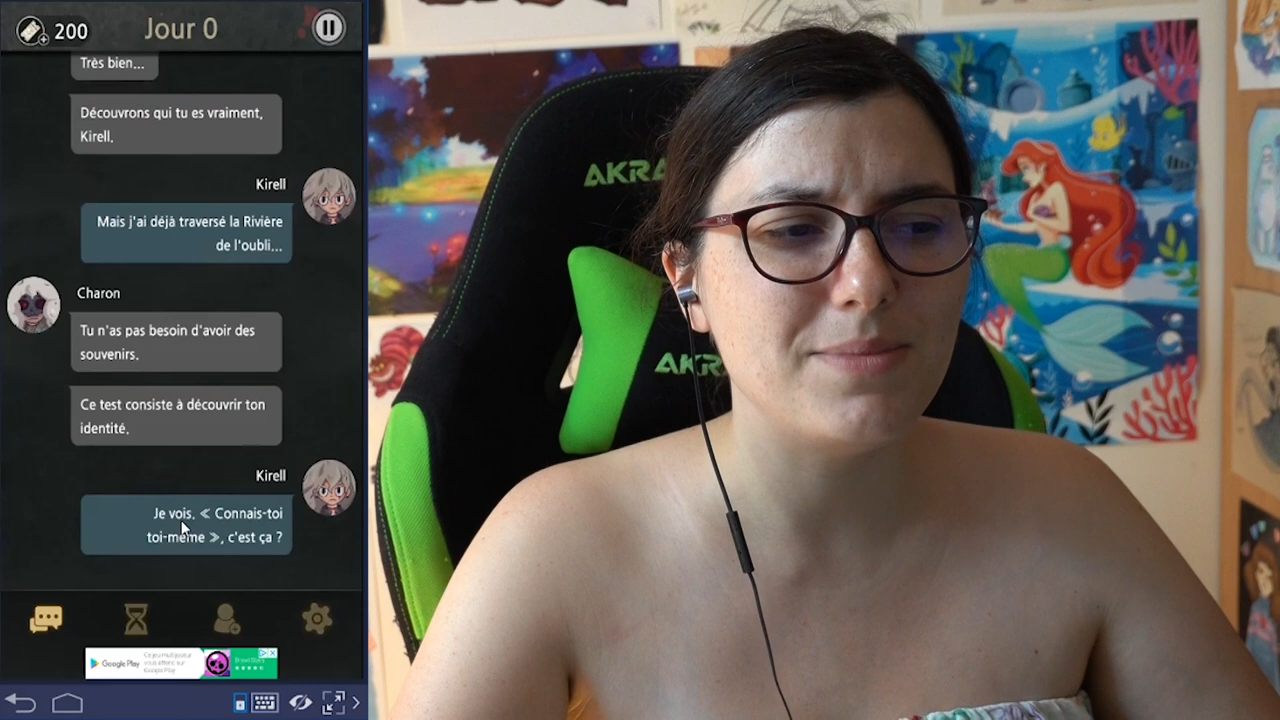 200
Jour 0
Très bien...
Découvrons qui tu es vraiment,
Kirell.
Kirell
Mais j'ai déjà traversé la Rivière
de l'oubli...
Charon
Tu n'as pas besoin d'avoir des
souvenirs.
Ce test consiste à découvrir ton
identité.
Kirell
Je vois. « Connais-toi
toi-même », c'est ça ?
Google Play
AKRA
AKR